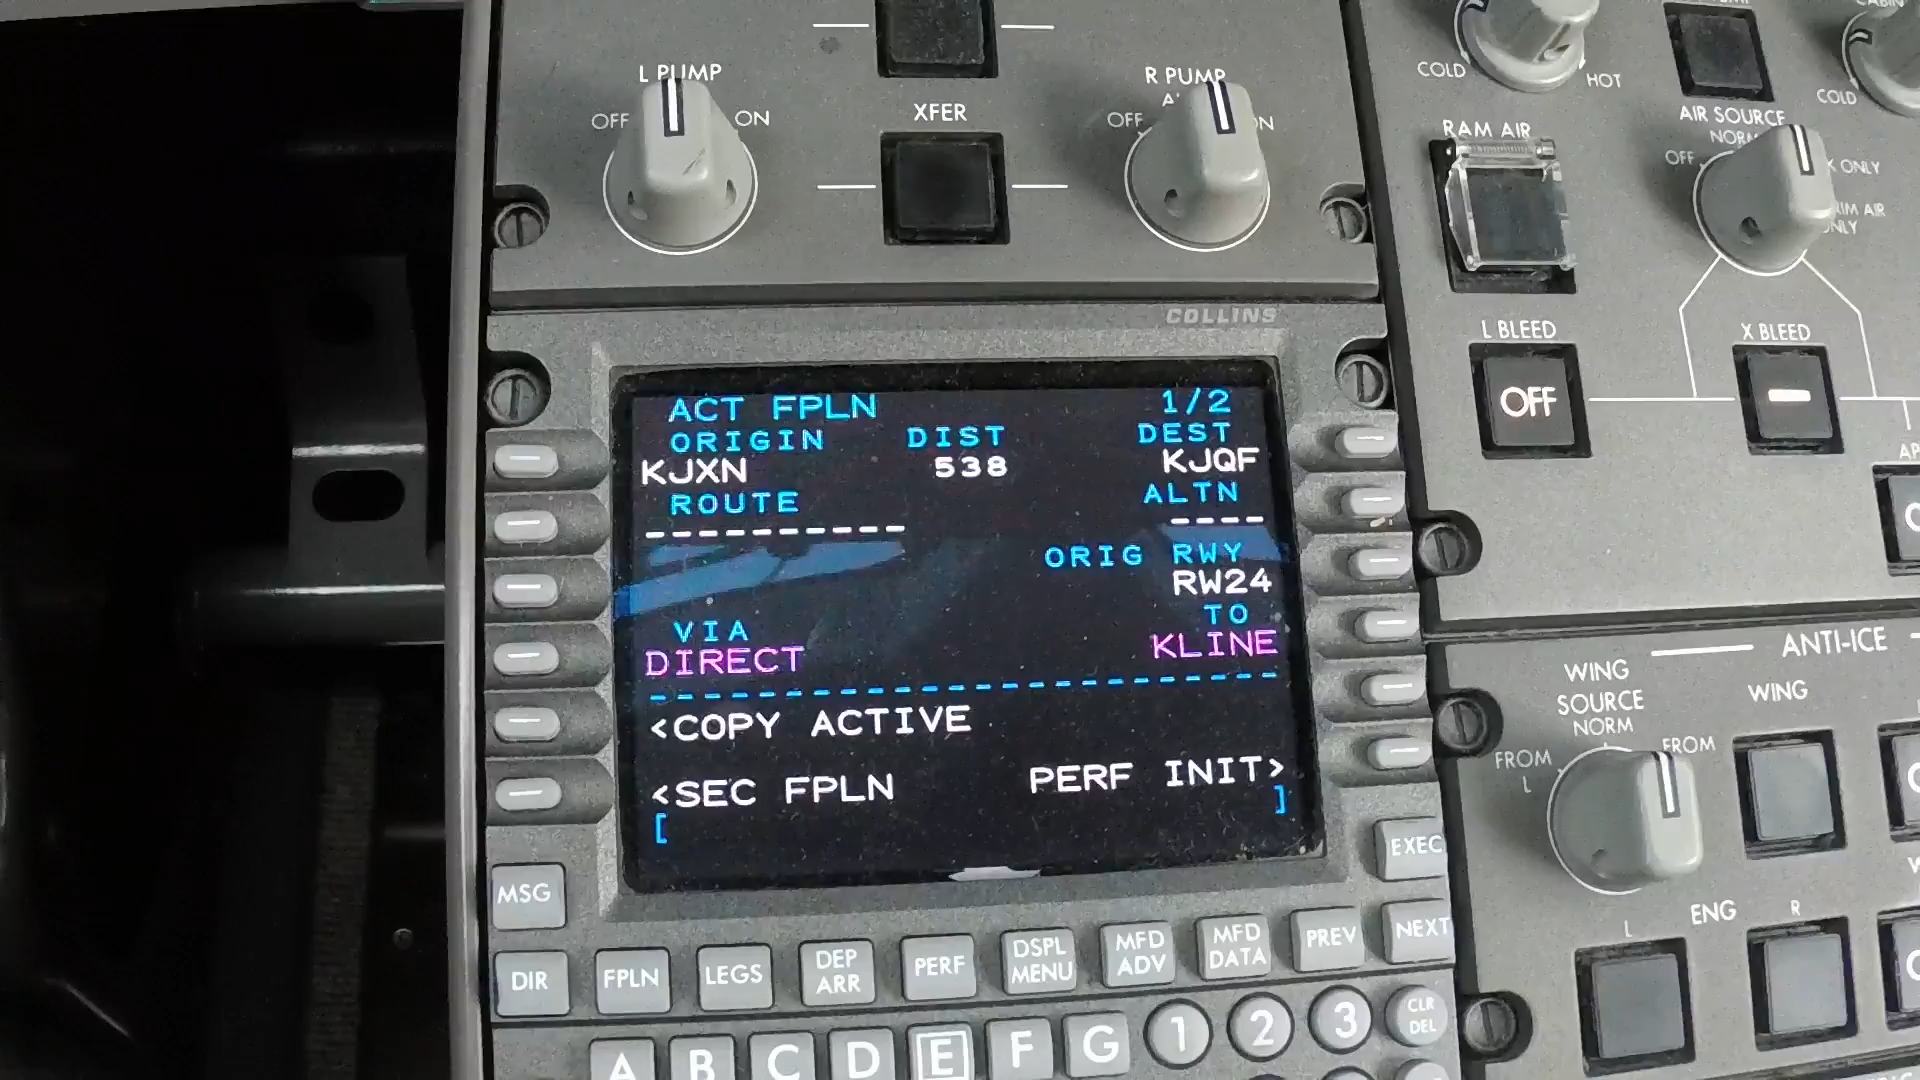 L PUMP
OFF
ON
XFER
R PUMP
OFF
COLD
HOT
COLD
RAM AIR
AIR SOURCE
OFF
ONLY
ONLY
L BLEED
OFF
X BLEED
COLLINS
ACT FPLN 1/2
ORIGIN DIST DEST
KJXN 538 KJQF
ROUTE ALTN
---------- ----
ORIG RWY
RW24
VIA TO
DIRECT KLINE
------------------------
<COPY ACTIVE
<SEC FPLN PERF INIT>
[ ]
ANTI-ICE
WING
SOURCE
NORM
WING
FROM
L
FROM
L ENG R
MSG
EXEC
DIR FPLN LEGS DEP ARR PERF DSPL MENU MFD ADV MFD DATA PREV NEXT
A B C D E F G 1 2 3 CLR DEL